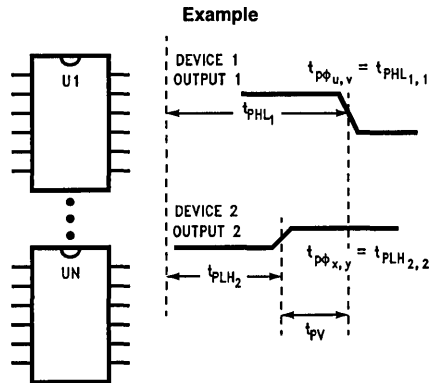 Example
U1
DEVICE 1
OUTPUT 1
tpϕu,v = tPHL1,1
tPHL1
DEVICE 2
OUTPUT 2
UN
tpϕx,y = tPLH2,2
tPLH2
tPV